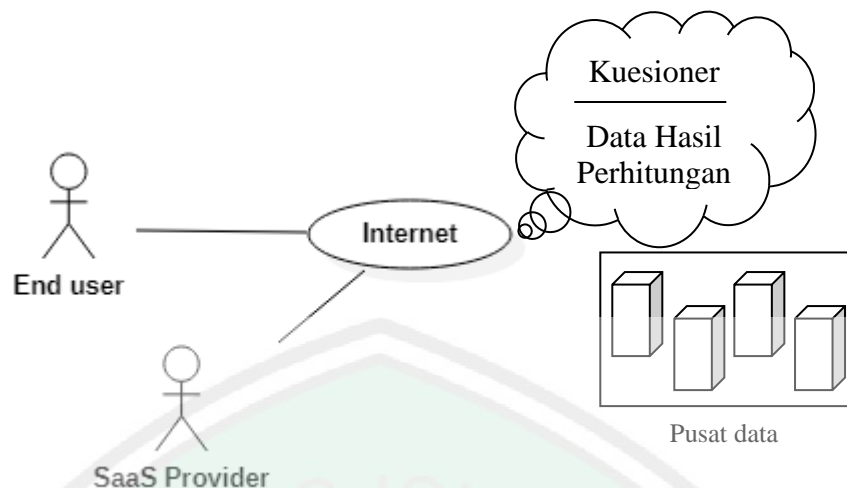 Kuesioner
Data Hasil
Perhitungan
Internet
End user
Pusat data
SaaS Provider